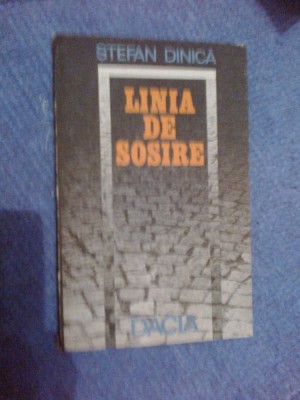 STEFAN DINICĂ
LINIA
DE
SOSIRE
DACIA